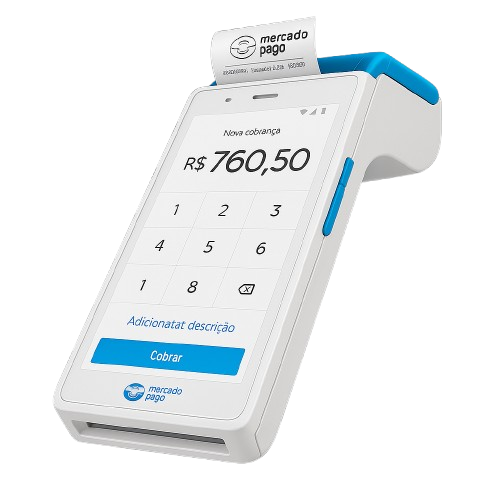 mercado
pago
Nova cobrança
R$ 760,50
1 2 3
4 5 6
1 8
Adicionatat descrição
Cobrar
mercado
pago